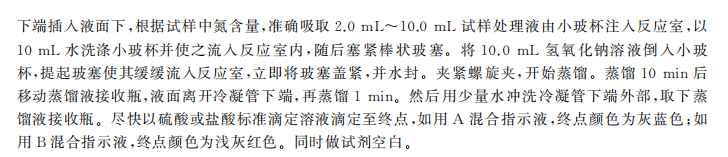 下端插入液面下,根据试样中氮含量,准确吸取 2.0 mL～10.0 mL 试样处理液由小玻杯注入反应室,以
10 mL 水洗涤小玻杯并使之流入反应室内,随后塞紧棒状玻塞。将 10.0 mL 氢氧化钠溶液倒入小玻
杯,提起玻塞使其缓缓流入反应室,立即将玻塞盖紧,并水封。夹紧螺旋夹,开始蒸馏。蒸馏 10 min 后
移动蒸馏液接收瓶,液面离开冷凝管下端,再蒸馏 1 min。然后用少量水冲洗冷凝管下端外部,取下蒸
馏液接收瓶。尽快以硫酸或盐酸标准滴定溶液滴定至终点,如用 A 混合指示液,终点颜色为灰蓝色;如
用 B 混合指示液,终点颜色为浅灰红色。同时做试剂空白。